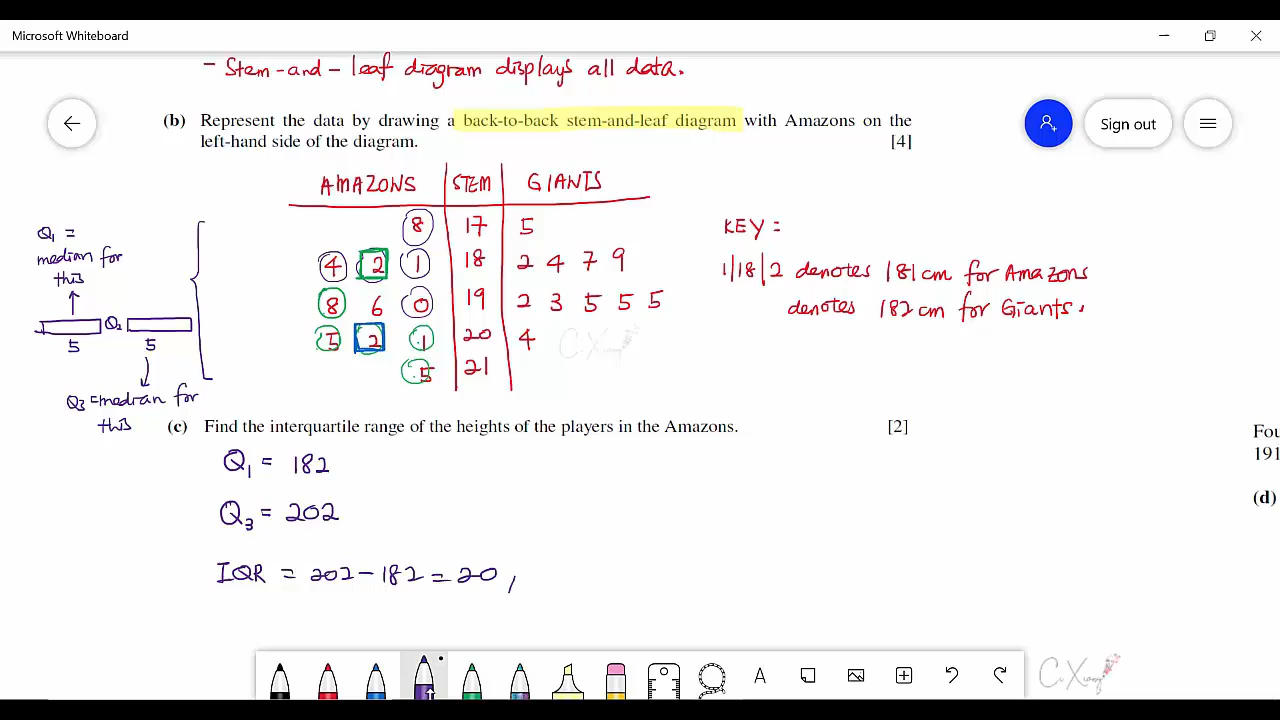 Microsoft Whiteboard
- Stem-and-leaf diagram displays all data.
(b) Represent the data by drawing a back-to-back stem-and-leaf diagram with Amazons on the
left-hand side of the diagram. [4]
Sign out
AMAZONS STEM GIANTS
8 17 5
4 2 1 18 2 4 7 9
8 6 0 19 2 3 5 5 5
5 2 1 20 4
5 21
KEY :
1|18|2 denotes 181cm for Amazons
denotes 182cm for Giants.
Q1 =
median for
this
Q2
5 5
Q3 = median for
this
C.Xiang
(c) Find the interquartile range of the heights of the players in the Amazons. [2]
Q1 = 182
Q3 = 202
IQR = 202 - 182 = 20,
Fou
191
(d)
A
C.Xiang